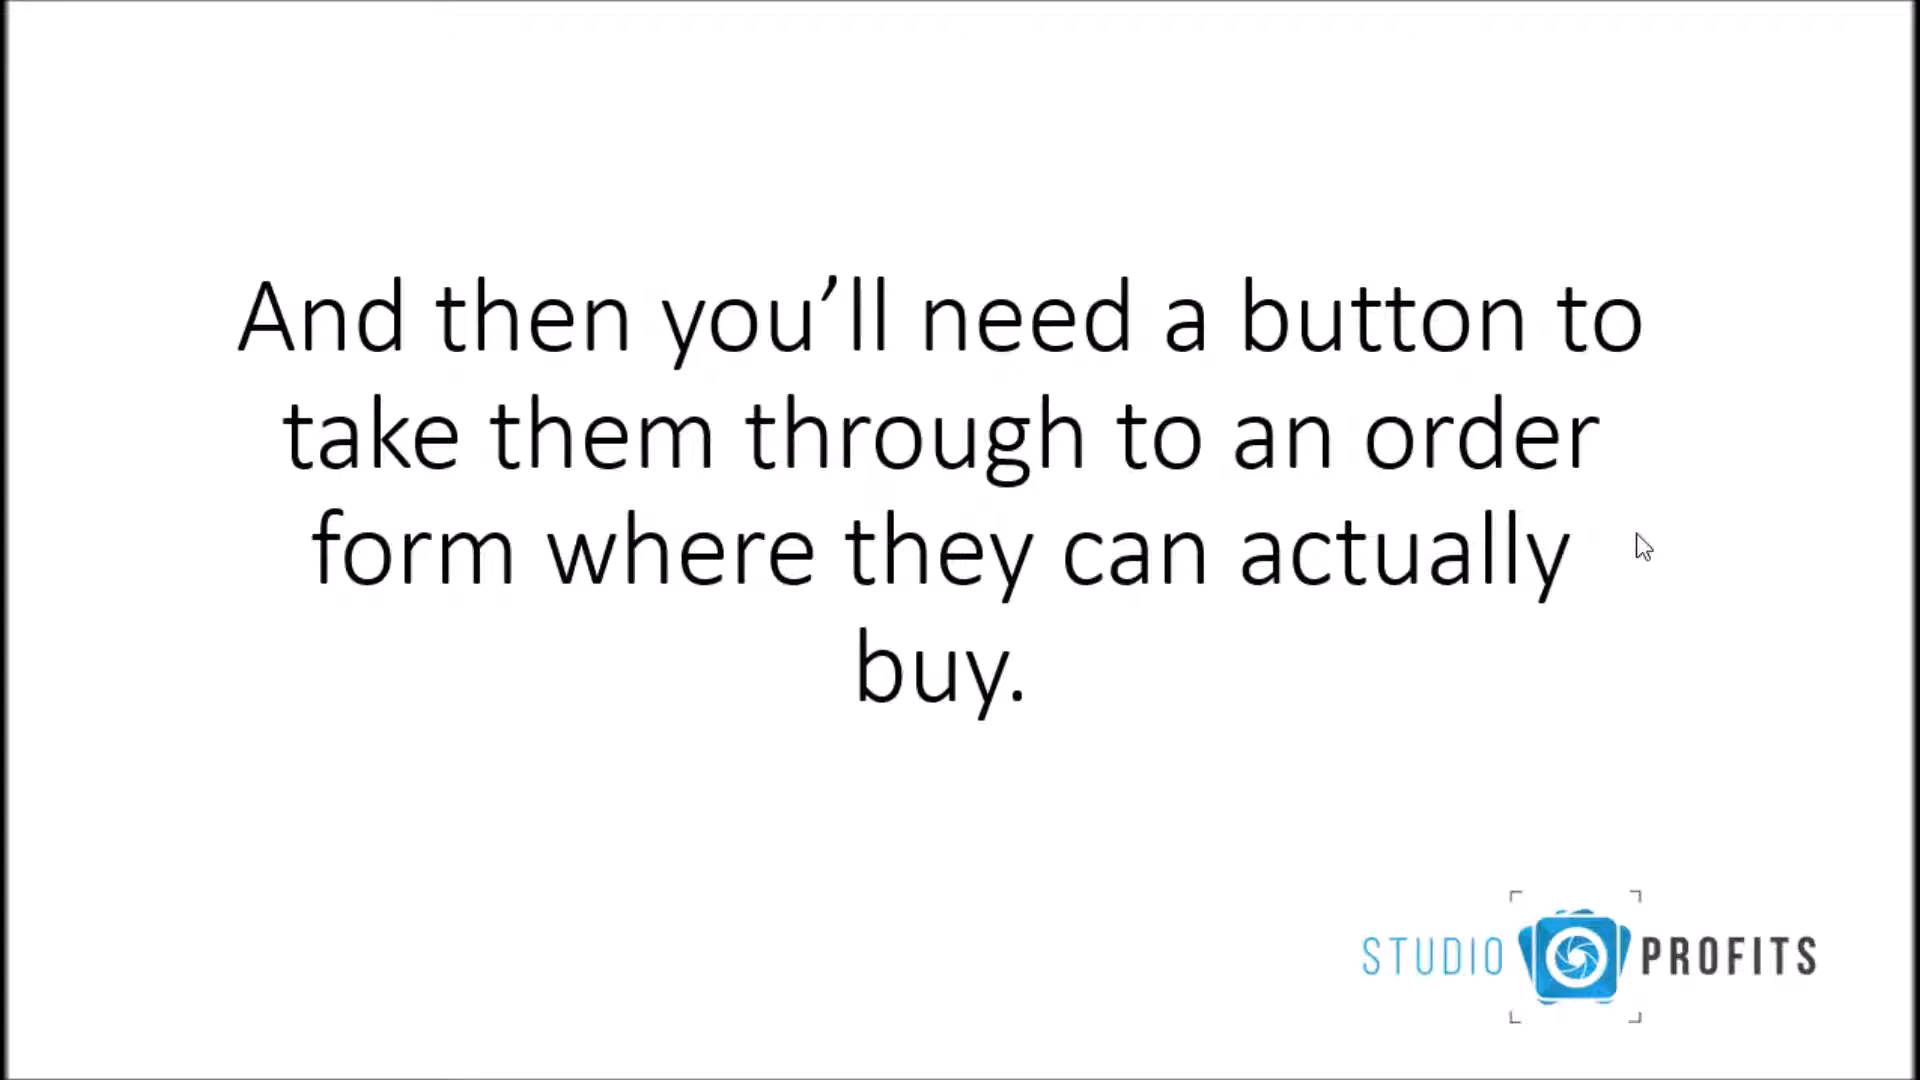 And then you’ll need a button to
take them through to an order
form where they can actually
buy.
STUDIO PROFITS